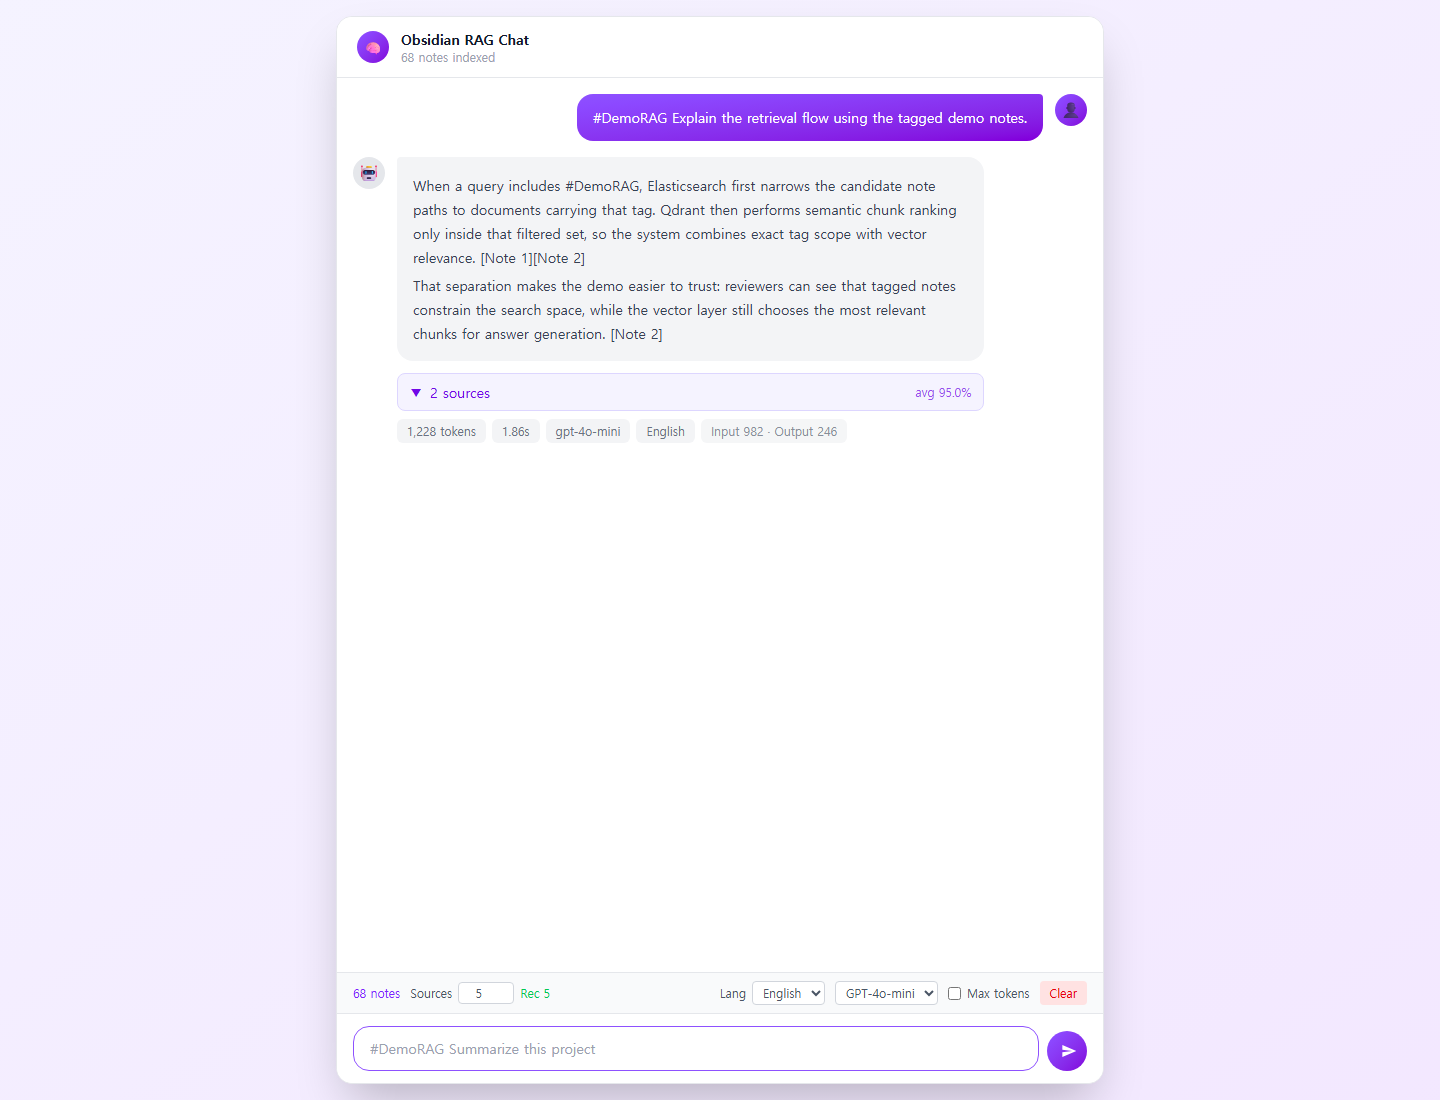 Obsidian RAG Chat
68 notes indexed
#DemoRAG Explain the retrieval flow using the tagged demo notes.
When a query includes #DemoRAG, Elasticsearch first narrows the candidate note
paths to documents carrying that tag. Qdrant then performs semantic chunk ranking
only inside that filtered set, so the system combines exact tag scope with vector
relevance. [Note 1][Note 2]
That separation makes the demo easier to trust: reviewers can see that tagged notes
constrain the search space, while the vector layer still chooses the most relevant
chunks for answer generation. [Note 2]
▼ 2 sources avg 95.0%
1,228 tokens 1.86s gpt-4o-mini English Input 982 · Output 246
68 notes Sources 5 Rec 5 Lang English GPT-4o-mini Max tokens Clear
#DemoRAG Summarize this project